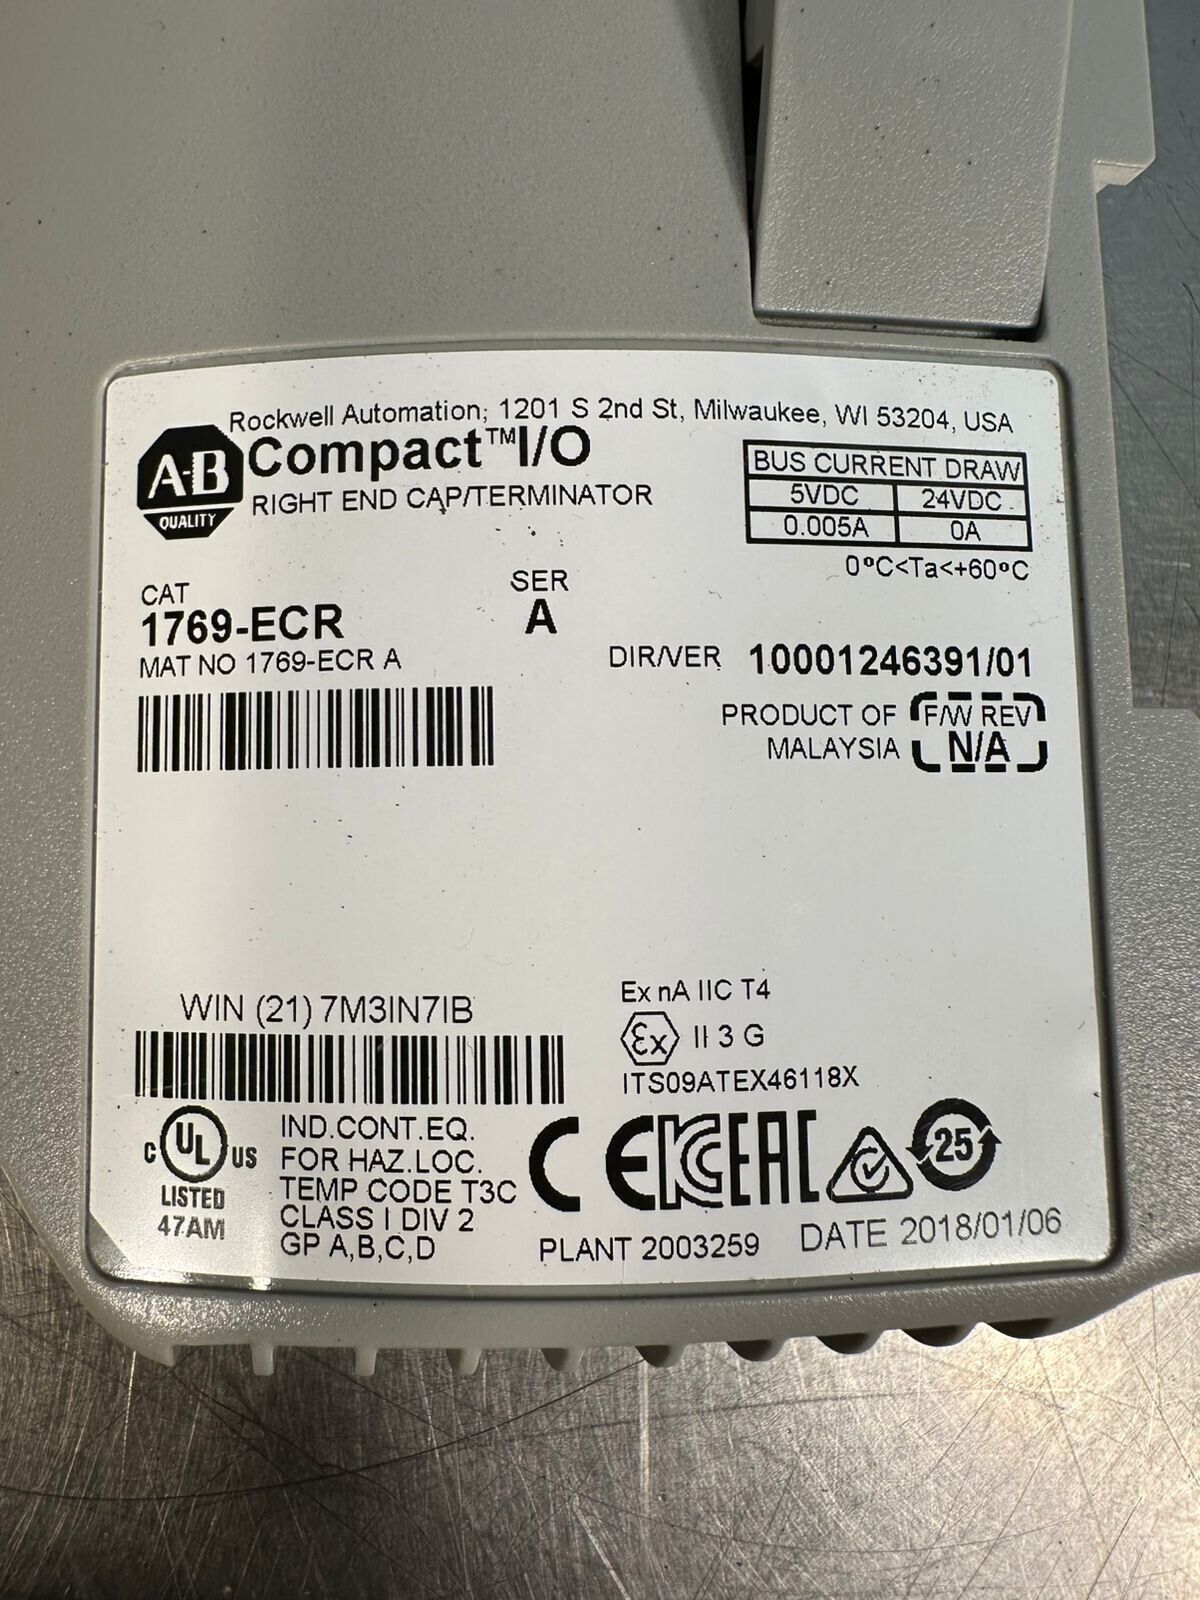 Rockwell Automation, 1201 S 2nd St, Milwaukee, WI 53204, USA
A-B
QUALITY
Compact™I/O
RIGHT END CAP/TERMINATOR
BUS CURRENT DRAW
5VDC 24VDC
0.005A 0A
0ºC<Ta<+60ºC
CAT
1769-ECR
MAT NO 1769-ECR A
SER
A
DIR/VER 10001246391/01
PRODUCT OF
MALAYSIA
F/W REV
N/A
WIN (21) 7M3IN7IB
Ex nA IIC T4
Ex II 3 G
ITS09ATEX46118X
C UL US
LISTED
47AM
IND.CONT.EQ.
FOR HAZ.LOC.
TEMP CODE T3C
CLASS I DIV 2
GP A,B,C,D
CE KC EAC 25
PLANT 2003259
DATE 2018/01/06